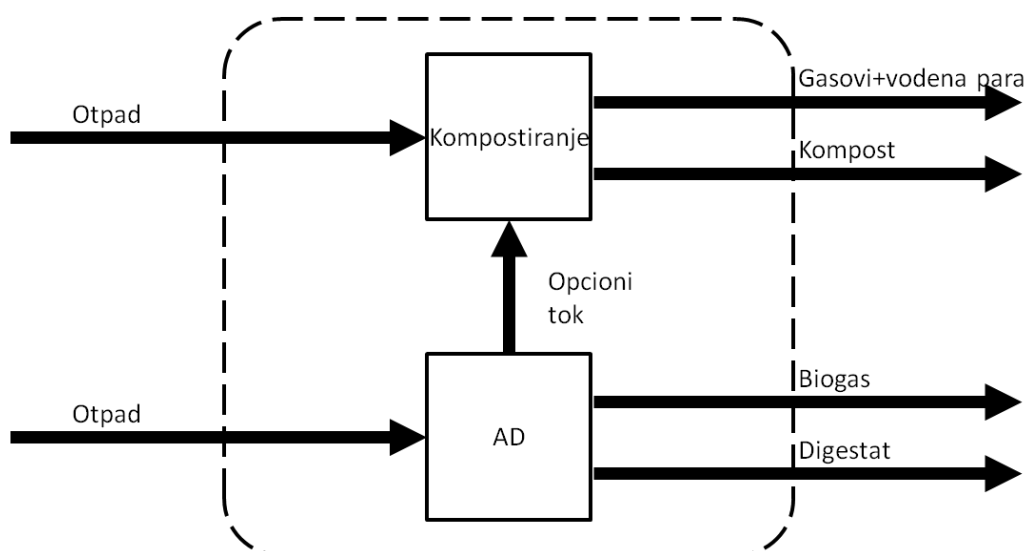 Gasovi+vodena para
Otpad
Kompostiranje
Kompost
Opcioni
tok
Biogas
Otpad
AD
Digestat